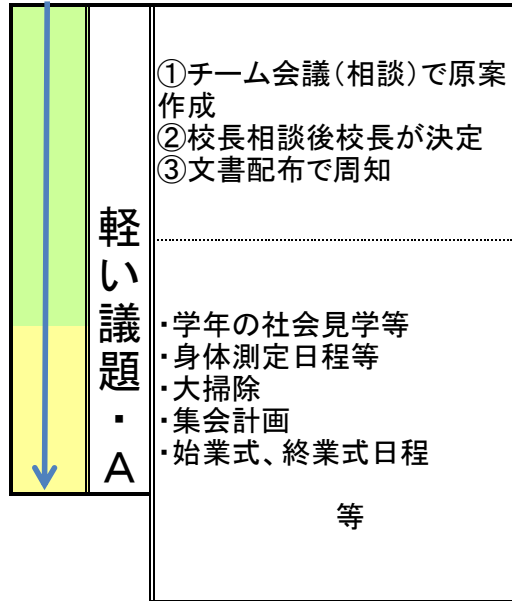 軽い議題・A
①チーム会議(相談)で原案
作成
②校長相談後校長が決定
③文書配布で周知
・学年の社会見学等
・身体測定日程等
・大掃除
・集会計画
・始業式、終業式日程
等